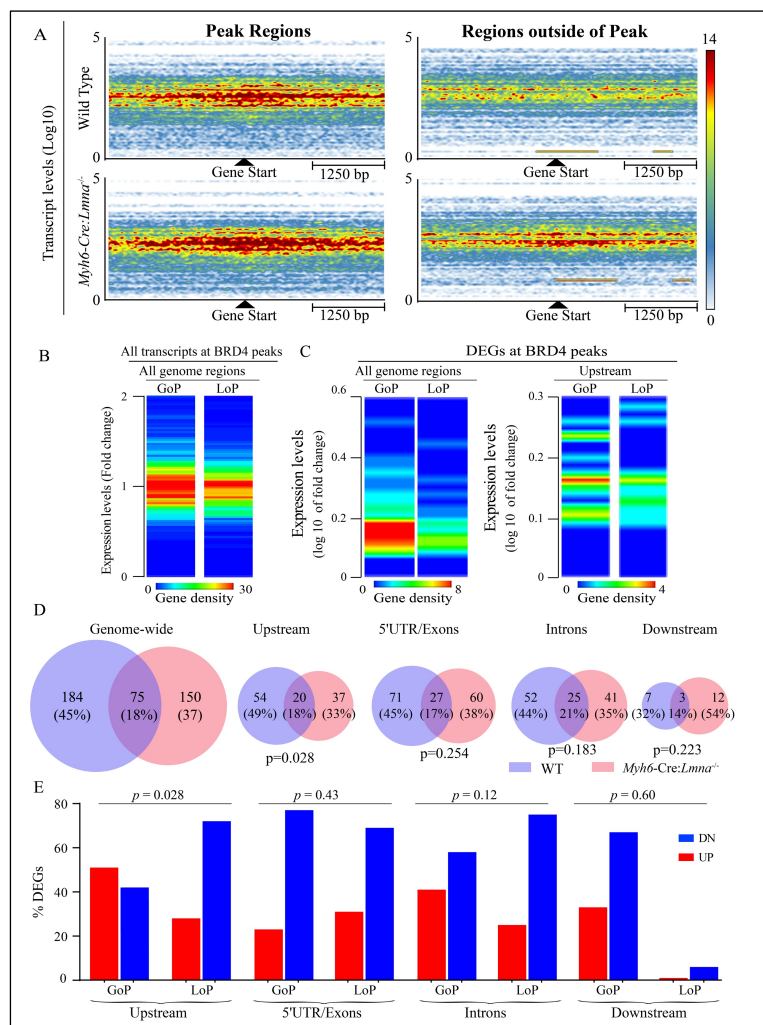 A
Peak Regions
Regions outside of Peak
Transcript levels (Log10)
Wild Type
5
0
Gene Start
1250 bp
5
0
Gene Start
1250 bp
14
0
Myh6-Cre:Lmna-/-
5
0
Gene Start
1250 bp
5
0
Gene Start
1250 bp
B
All transcripts at BRD4 peaks
All genome regions
GoP
LoP
Expression levels (Fold change)
2
1
0
0
30
Gene density
C
DEGs at BRD4 peaks
All genome regions
GoP
LoP
Expression levels
(log 10 of fold change)
0.6
0.4
0.2
0
0
8
Gene density
Upstream
GoP
LoP
Expression levels
(log 10 of fold change)
0.3
0.2
0.1
0
0
4
Gene density
D
Genome-wide
Upstream
5'UTR/Exons
Introns
Downstream
184 75 150
(45%) (18%) (37)
54 20 37
(49%) (18%) (33%)
p=0.028
71 27 60
(45%) (17%) (38%)
p=0.254
52 25 41
(44%) 21%) (35%)
p=0.183
7 3 12
(32%) 14%) (54%)
p=0.223
WT
Myh6-Cre:Lmna-/-
E
p = 0.028
p = 0.43
p = 0.12
p = 0.60
% DEGs
80
60
40
20
0
DN
UP
GoP LoP GoP LoP GoP LoP GoP LoP
Upstream 5'UTR/Exons Introns Downstream